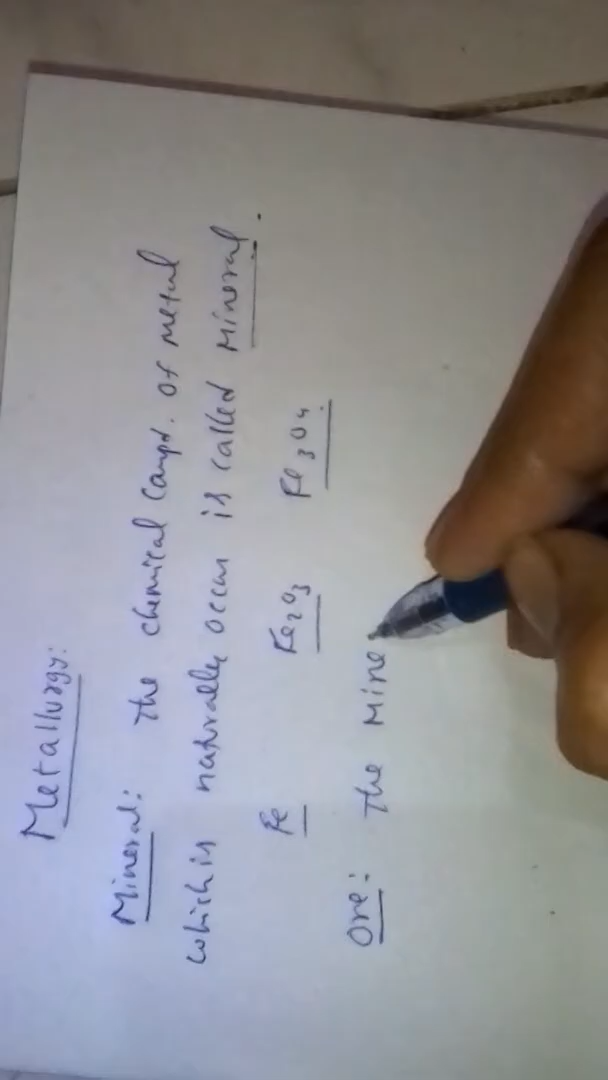 Metallurgy:
Mineral: The chemical Compd. of metal
which is naturally occur is called Mineral.
Fe Fe2O3 Fe3O4.
Ore: The Mine